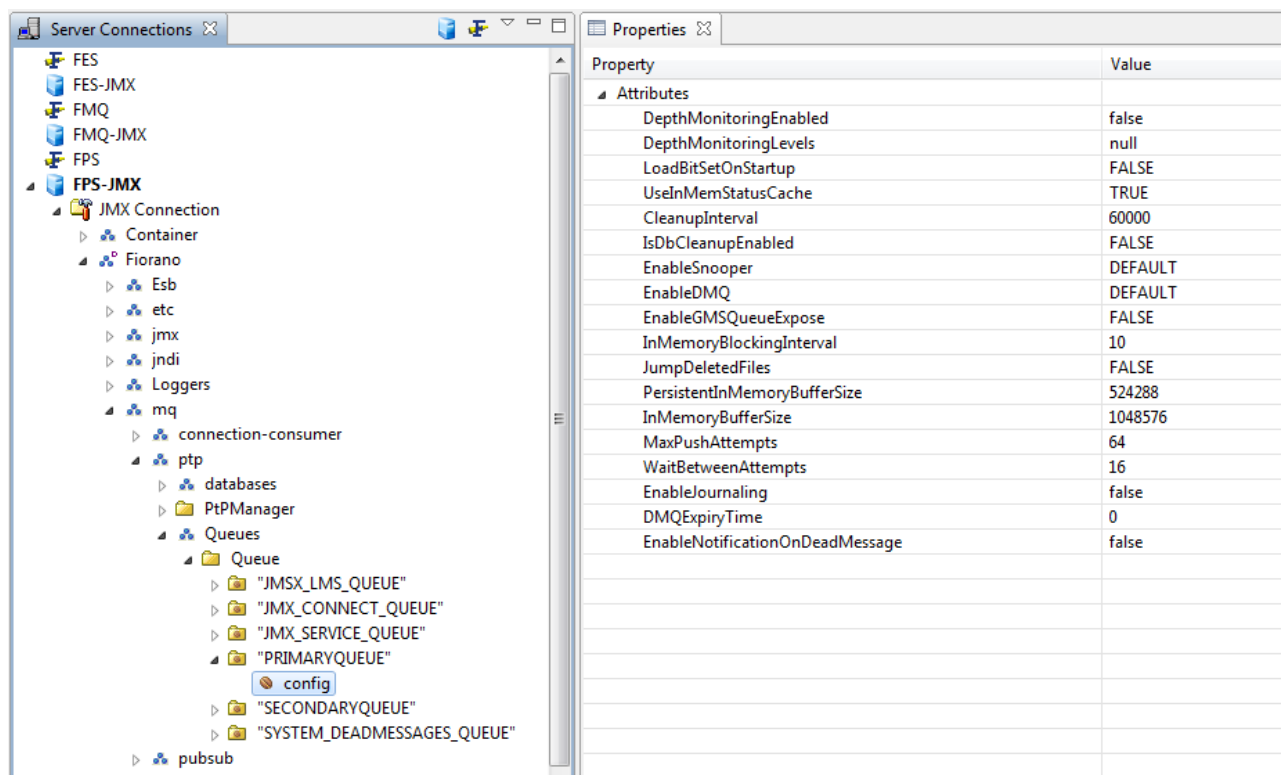 Server Connections
FES
FES-JMX
FMQ
FMQ-JMX
FPS
FPS-JMX
JMX Connection
Container
Fiorano
Esb
etc
jmx
jndi
Loggers
mq
connection-consumer
ptp
databases
PtPManager
Queues
Queue
"JMSX_LMS_QUEUE"
"JMX_CONNECT_QUEUE"
"JMX_SERVICE_QUEUE"
"PRIMARYQUEUE"
config
"SECONDARYQUEUE"
"SYSTEM_DEADMESSAGES_QUEUE"
pubsub
Properties
Property Value
Attributes
DepthMonitoringEnabled false
DepthMonitoringLevels null
LoadBitSetOnStartup FALSE
UseInMemStatusCache TRUE
CleanupInterval 60000
IsDbCleanupEnabled FALSE
EnableSnooper DEFAULT
EnableDMQ DEFAULT
EnableGMSQueueExpose FALSE
InMemoryBlockingInterval 10
JumpDeletedFiles FALSE
PersistentInMemoryBufferSize 524288
InMemoryBufferSize 1048576
MaxPushAttempts 64
WaitBetweenAttempts 16
EnableJournaling false
DMQExpiryTime 0
EnableNotificationOnDeadMessage false